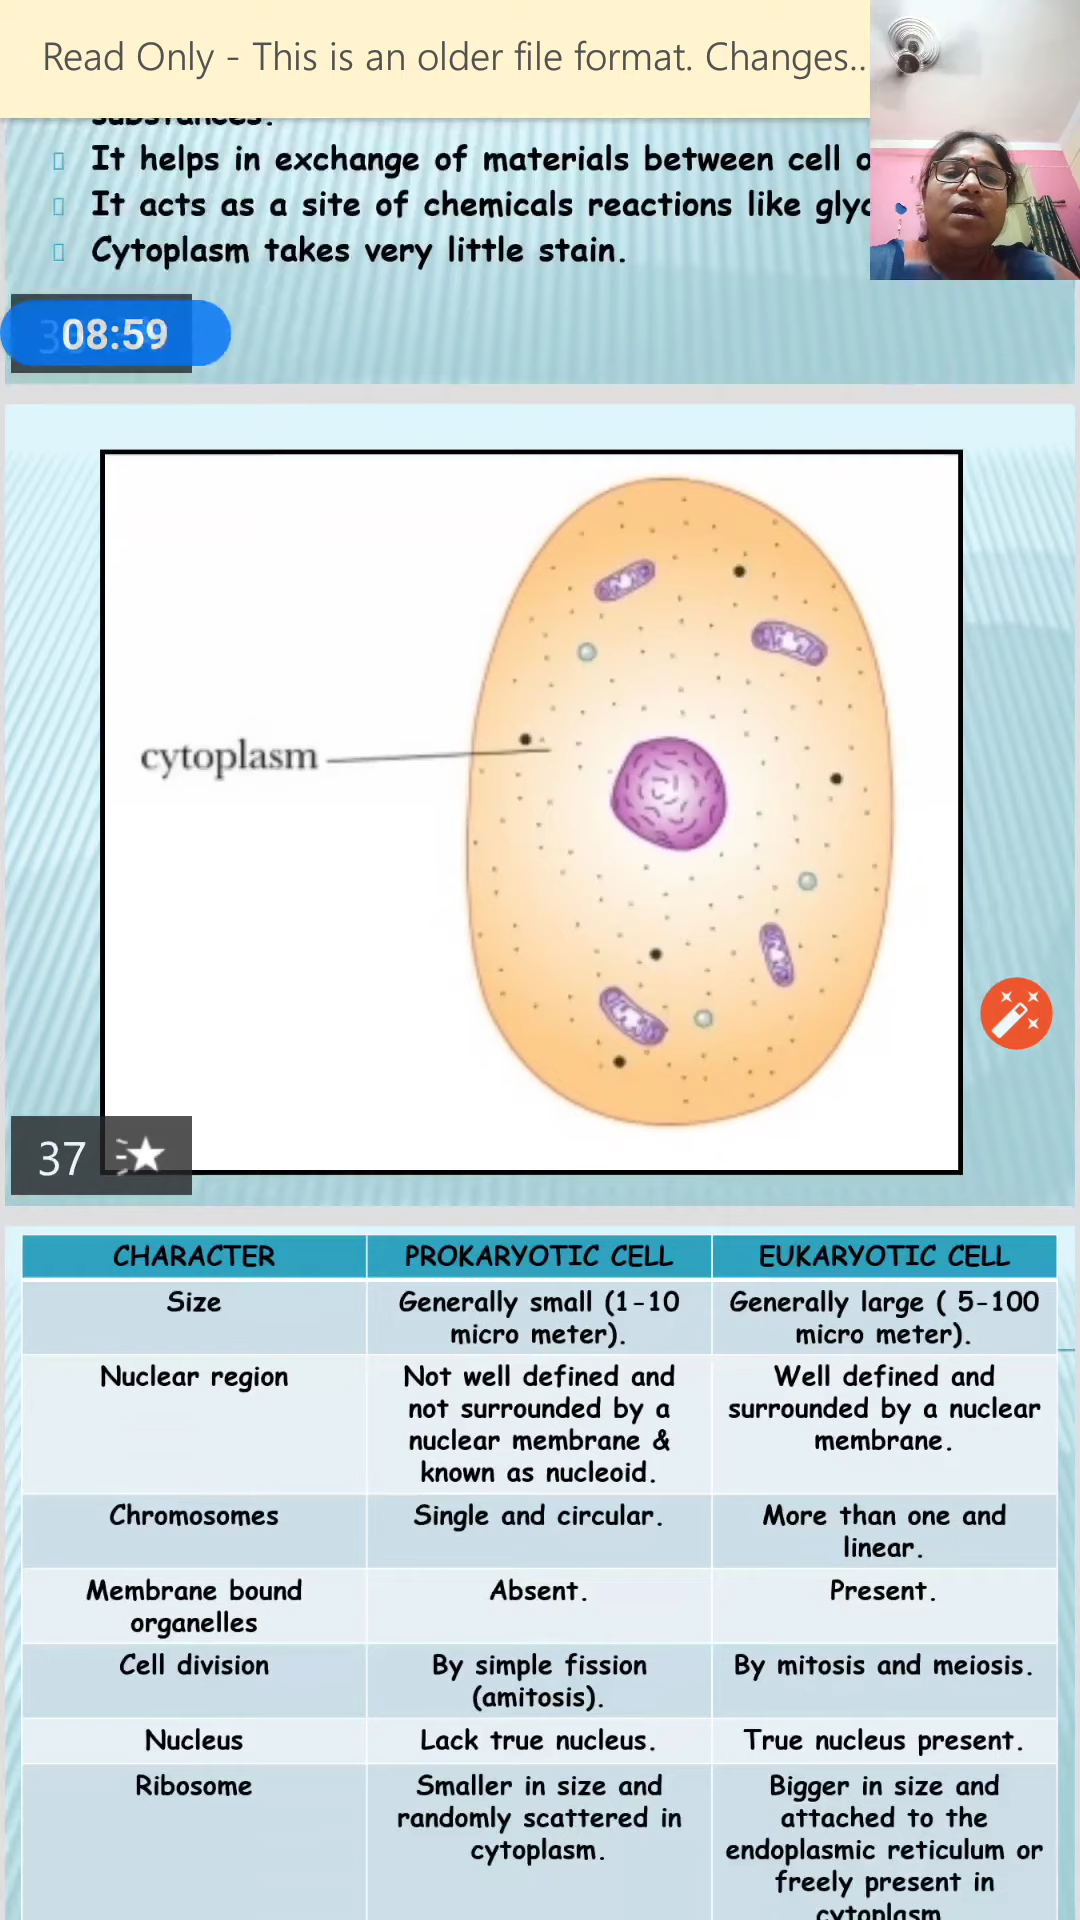 Read Only - This is an older file format. Changes..
substances.
It helps in exchange of materials between cell
It acts as a site of chemicals reactions like
Cytoplasm takes very little stain.
08:59
cytoplasm
37
CHARACTER PROKARYOTIC CELL EUKARYOTIC CELL
Size Generally small (1-10 Generally large ( 5-100
micro meter). micro meter).
Nuclear region Not well defined and Well defined and
not surrounded by a surrounded by a nuclear
nuclear membrane & membrane.
known as nucleoid.
Chromosomes Single and circular. More than one and
linear.
Membrane bound Absent. Present.
organelles
Cell division By simple fission By mitosis and meiosis.
(amitosis).
Nucleus Lack true nucleus. True nucleus present.
Ribosome Smaller in size and Bigger in size and
randomly scattered in attached to the
cytoplasm. endoplasmic reticulum or
freely present in
cytoplasm